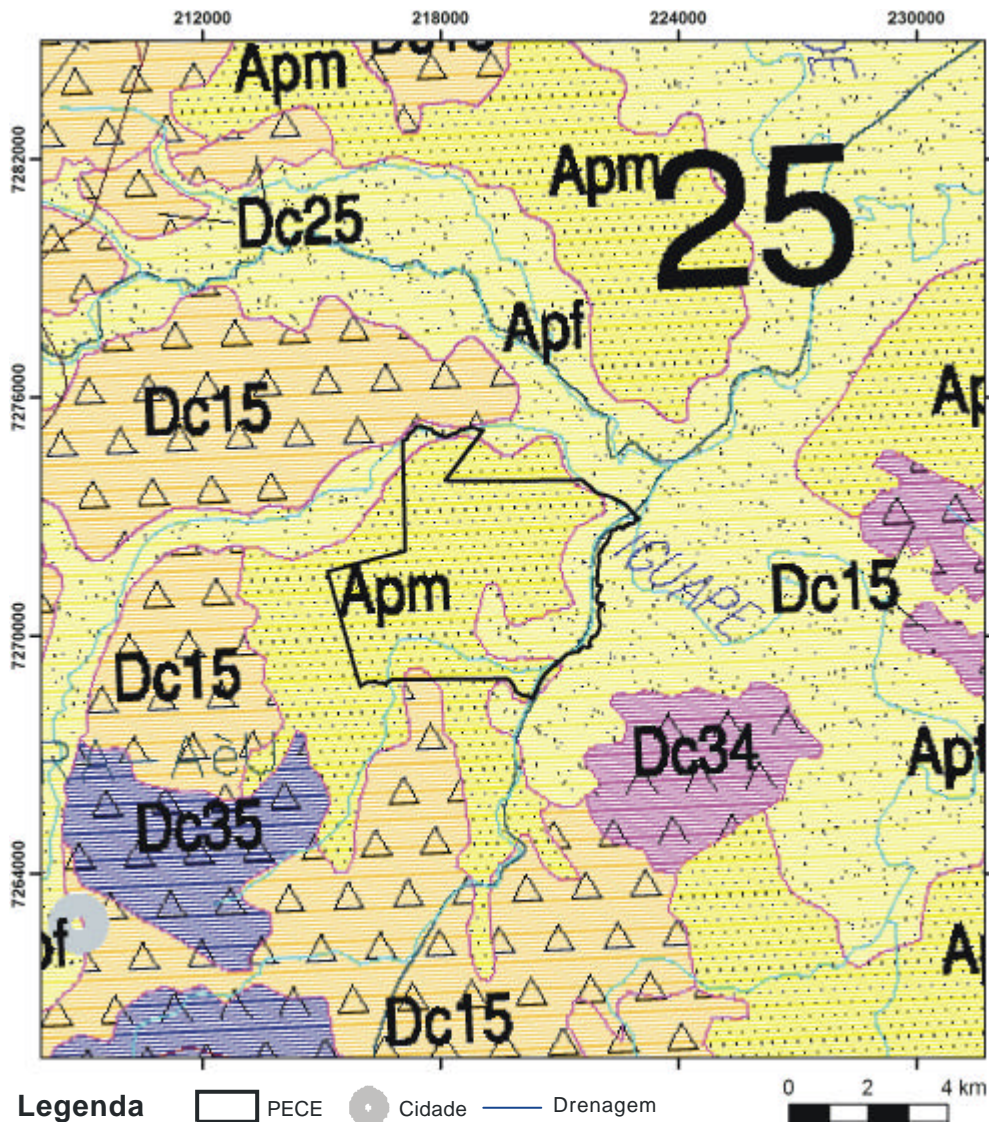 212000 218000 224000 230000
7282000
7276000
7270000
7264000
Apm
Apm
25
Dc25
Apf
Dc15
Ap
IGUAPE
Apm
Dc15
Dc15
Dc34
Apf
Dc35
Dc15
Legenda PECE Cidade Drenagem
0 2 4 km